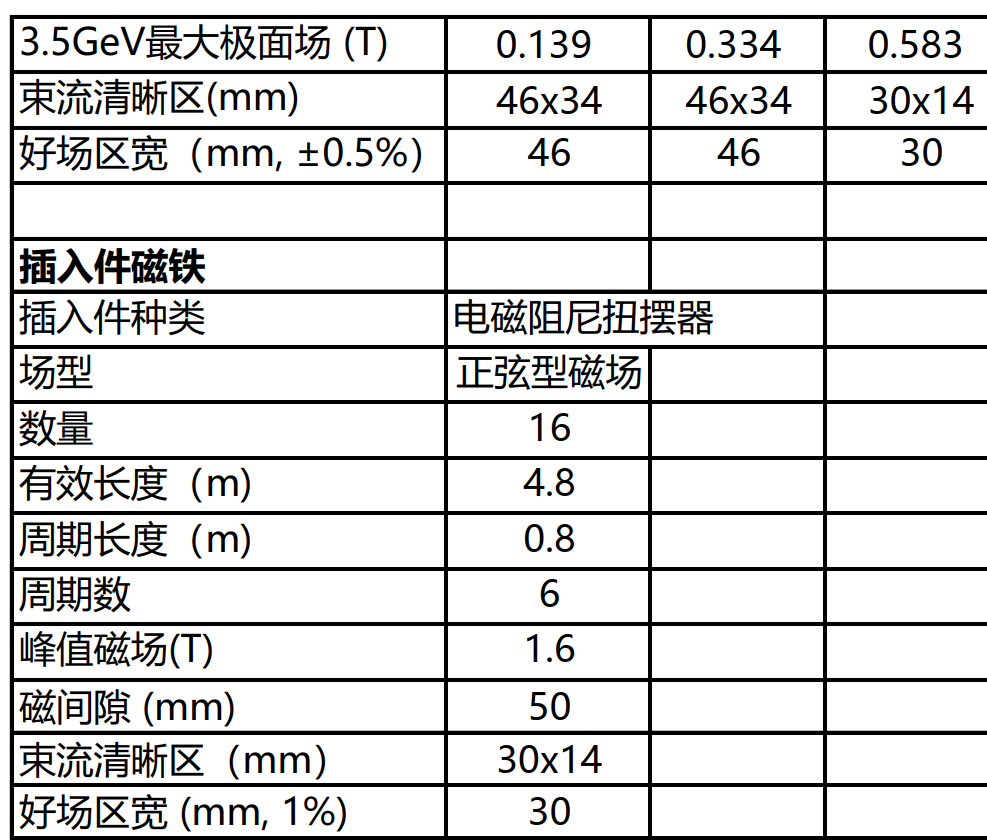 3.5GeV最大极面场 (T) 0.139 0.334 0.583
束流清晰区(mm) 46x34 46x34 30x14
好场区宽（mm, ±0.5%） 46 46 30
插入件磁铁
插入件种类 电磁阻尼扭摆器
场型 正弦型磁场
数量 16
有效长度（m) 4.8
周期长度（m) 0.8
周期数 6
峰值磁场(T) 1.6
磁间隙 (mm) 50
束流清晰区（mm） 30x14
好场区宽 (mm, 1%) 30